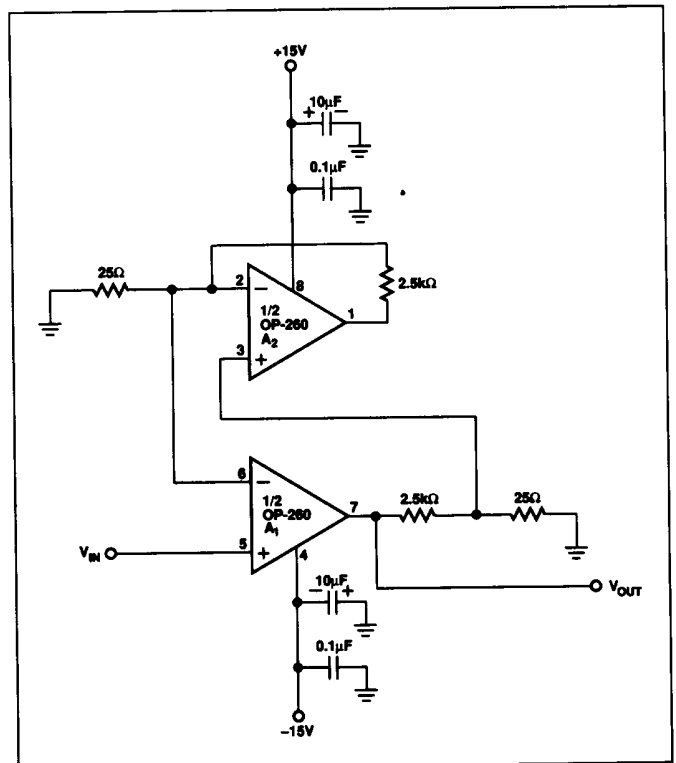 +15V
+ 10μF −
0.1μF
25Ω
2.5kΩ
2 − 8
1/2
OP-260
A2
1
3 +
6 −
1/2
OP-260
A1
7
2.5kΩ
25Ω
VIN
5 +
4
VOUT
− 10μF +
0.1μF
−15V